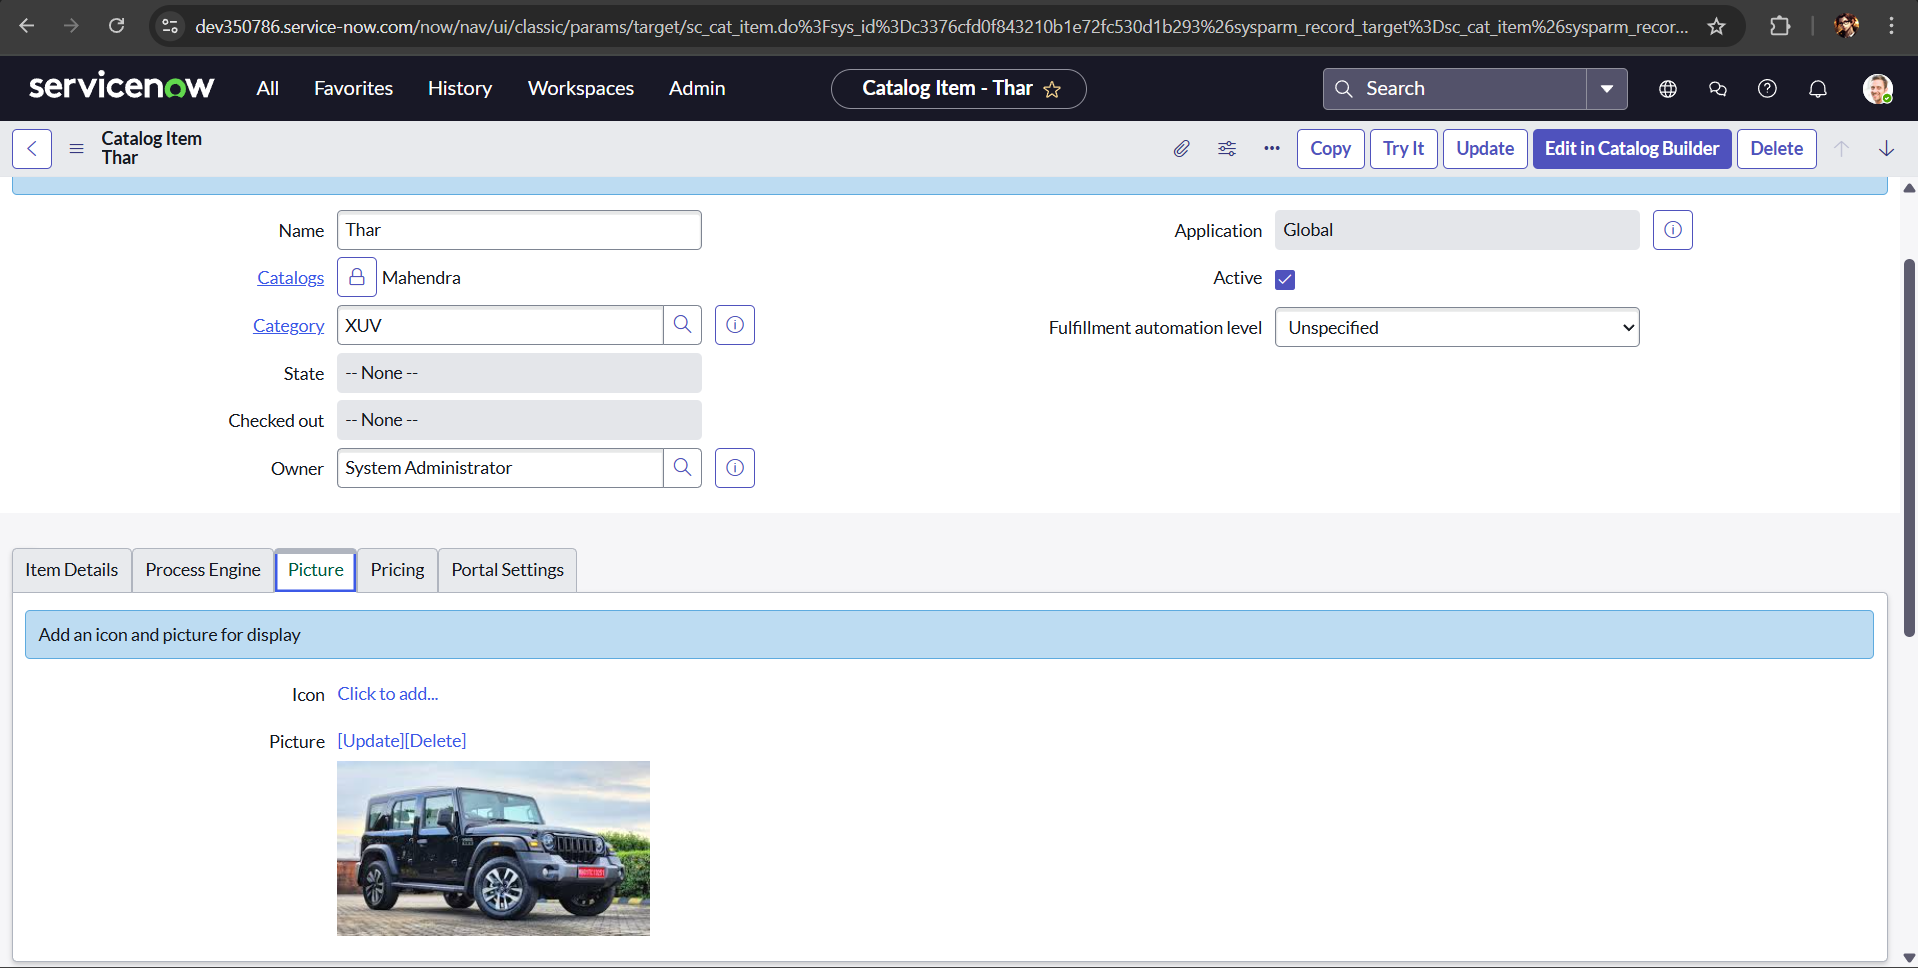 dev350786.service-now.com/now/nav/ui/classic/params/target/sc_cat_item.do%3Fsys_id%3Dc3376cfd0f843210b1e72fc530d1b293%26sysparm_record_target%3Dsc_cat_item%26sysparm_recor...
servicenow All Favorites History Workspaces Admin Catalog Item - Thar Search
Catalog Item
Thar
Copy Try It Update Edit in Catalog Builder Delete
Name Thar Application Global
Catalogs Mahendra Active
Category XUV Fulfillment automation level Unspecified
State -- None --
Checked out -- None --
Owner System Administrator
Item Details Process Engine Picture Pricing Portal Settings
Add an icon and picture for display
Icon Click to add...
Picture [Update][Delete]